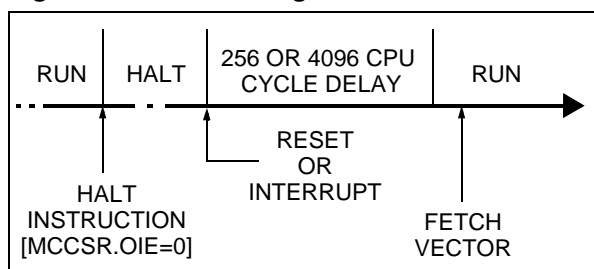 RUN
HALT
256 OR 4096 CPU
CYCLE DELAY
RUN
HALT
INSTRUCTION
[MCCSR.OIE=0]
RESET
OR
INTERRUPT
FETCH
VECTOR